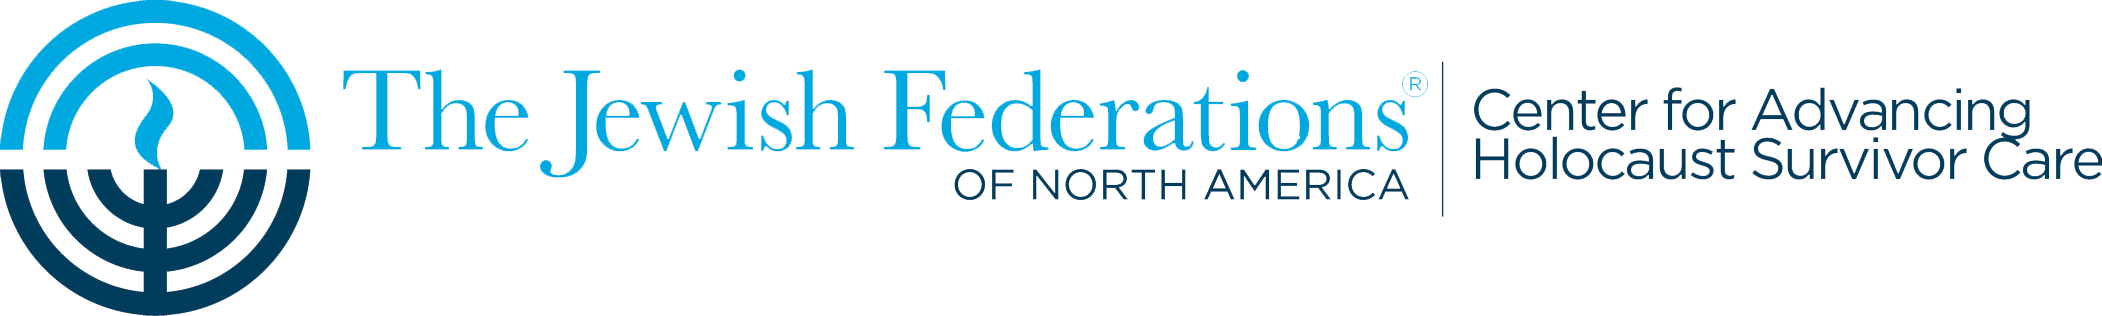 The Jewish Federations®
OF NORTH AMERICA
Center for Advancing
Holocaust Survivor Care